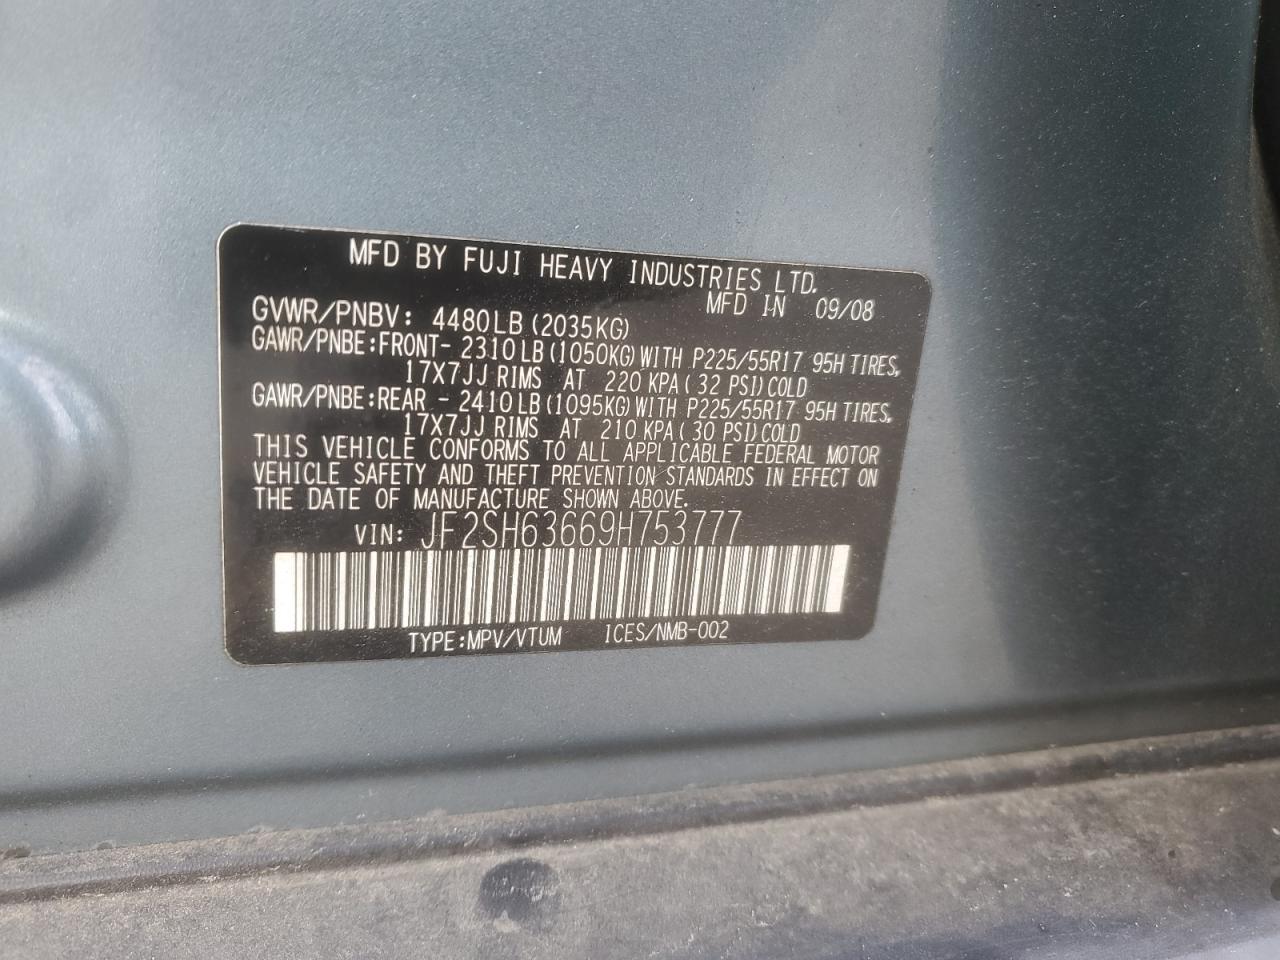 MFD BY FUJI HEAVY INDUSTRIES LTD.
MFD IN 09/08
GVWR/PNBV: 4480LB (2035KG)
GAWR/PNBE:FRONT- 2310LB (1050KG) WITH P225/55R17 95H TIRES,
17X7JJ RIMS AT 220 KPA ( 32 PSI) COLD
GAWR/PNBE:REAR - 2410LB (1095KG) WITH P225/55R17 95H TIRES,
17X7JJ RIMS AT 210 KPA ( 30 PSI) COLD
THIS VEHICLE CONFORMS TO ALL APPLICABLE FEDERAL MOTOR
VEHICLE SAFETY AND THEFT PREVENTION STANDARDS IN EFFECT ON
THE DATE OF MANUFACTURE SHOWN ABOVE.
VIN: JF2SH63669H753777
TYPE:MPV/VTUM ICES/NMB-002